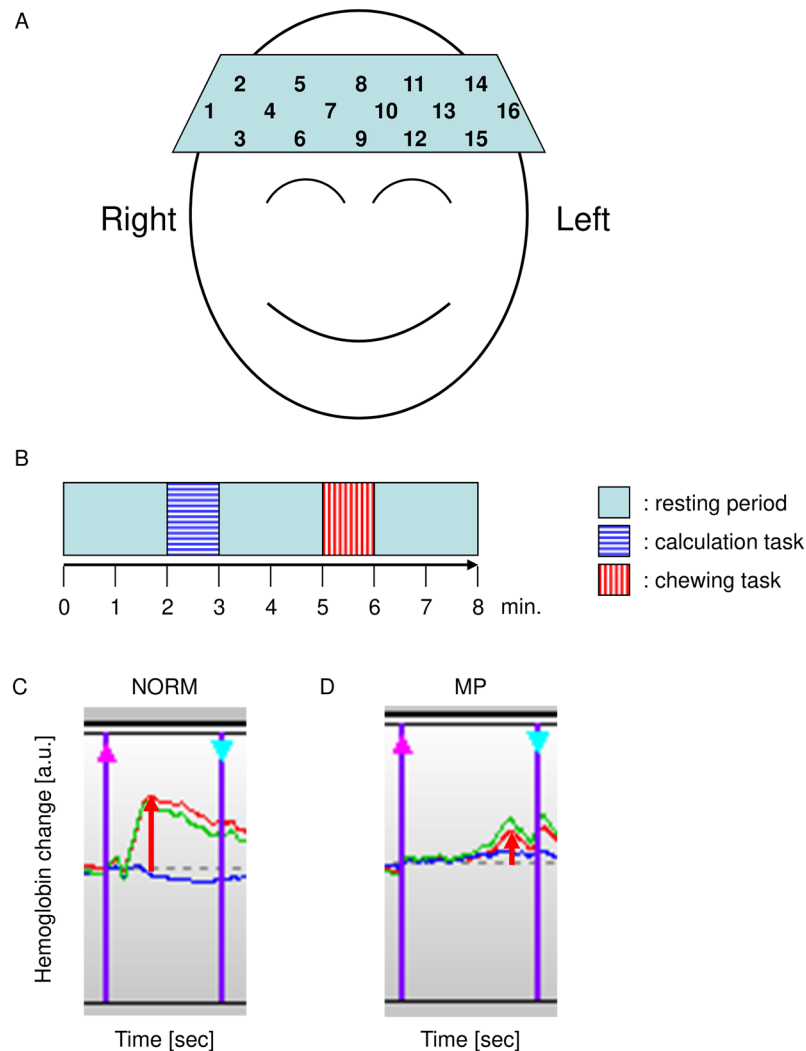 A
2 5 8 11 14
1 4 7 10 13 16
3 6 9 12 15
Right
Left
B
: resting period
: calculation task
: chewing task
0 1 2 3 4 5 6 7 8 min.
C NORM
D MP
Hemoglobin change [a.u.]
Time [sec]
Time [sec]